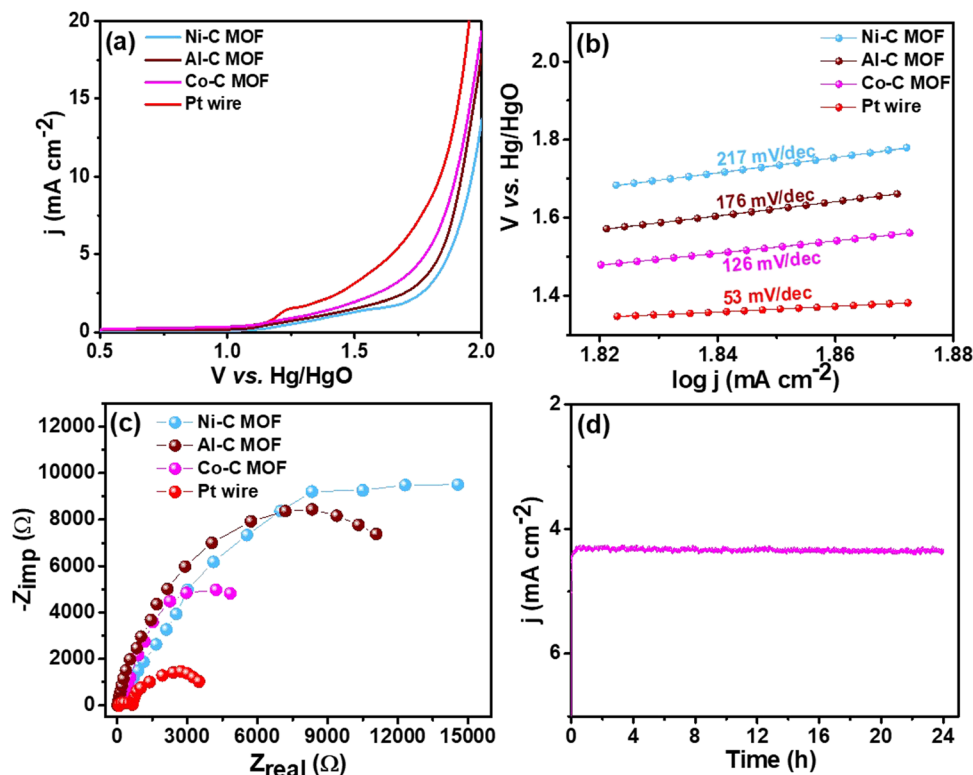 (a)
Ni-C MOF
Al-C MOF
Co-C MOF
Pt wire
20
15
10
5
0
j (mA cm-2)
0.5
1.0
1.5
2.0
V vs. Hg/HgO
(b)
Ni-C MOF
Al-C MOF
Co-C MOF
Pt wire
2.0
1.8
1.6
1.4
V vs. Hg/HgO
217 mV/dec
176 mV/dec
126 mV/dec
53 mV/dec
1.82
1.84
1.86
1.88
log j (mA cm-2)
(c)
Ni-C MOF
Al-C MOF
Co-C MOF
Pt wire
12000
10000
8000
6000
4000
2000
0
-Zimp (Ω)
0
3000
6000
9000
12000
15000
Zreal (Ω)
(d)
2
4
6
j (mA cm-2)
0
4
8
12
16
20
24
Time (h)